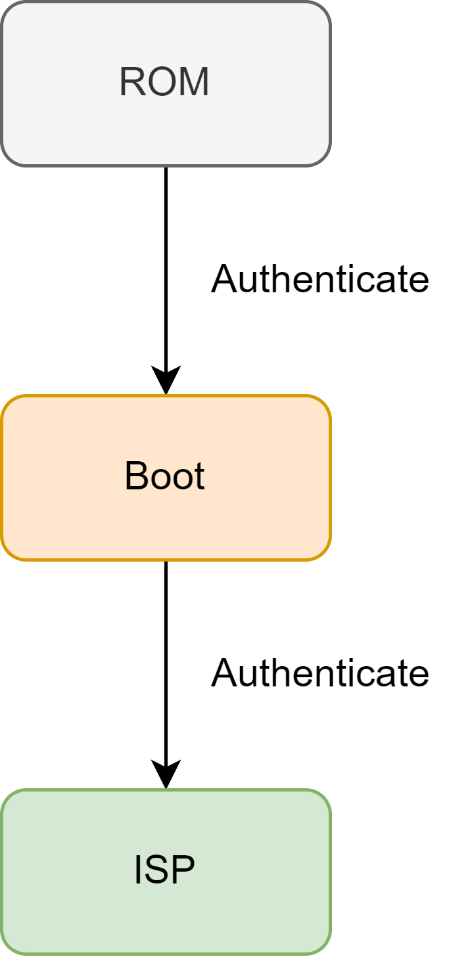 ROM
Authenticate
Boot
Authenticate
ISP